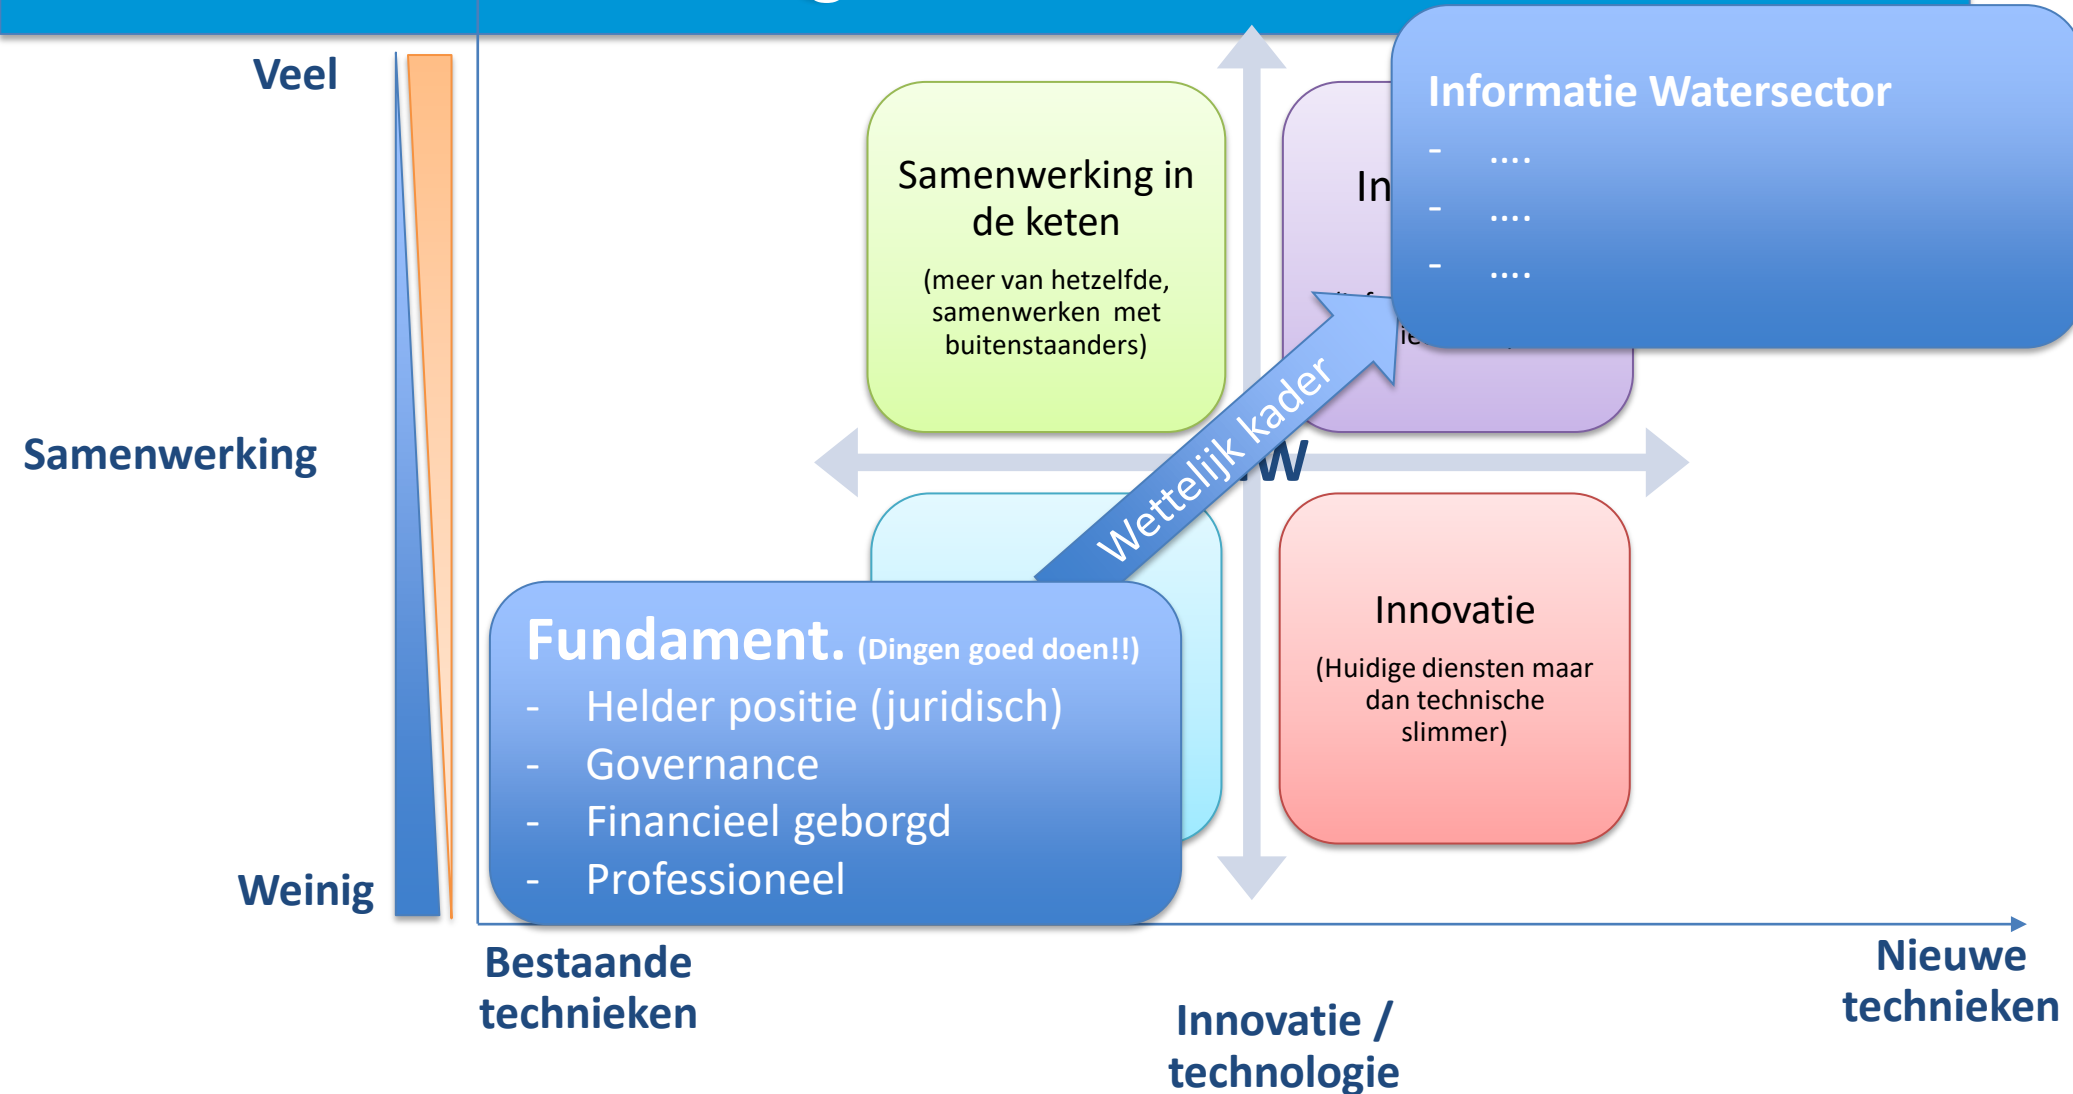 Veel
Samenwerking
Weinig
Samenwerking in
de keten
(meer van hetzelfde,
samenwerken met
buitenstaanders)
Informatie Watersector
- ....
- ....
- ....
Wettelijk kader
Fundament. (Dingen goed doen!!)
- Helder positie (juridisch)
- Governance
- Financieel geborgd
- Professioneel
Innovatie
(Huidige diensten maar
dan technische
slimmer)
Bestaande
technieken
Innovatie /
technologie
Nieuwe
technieken